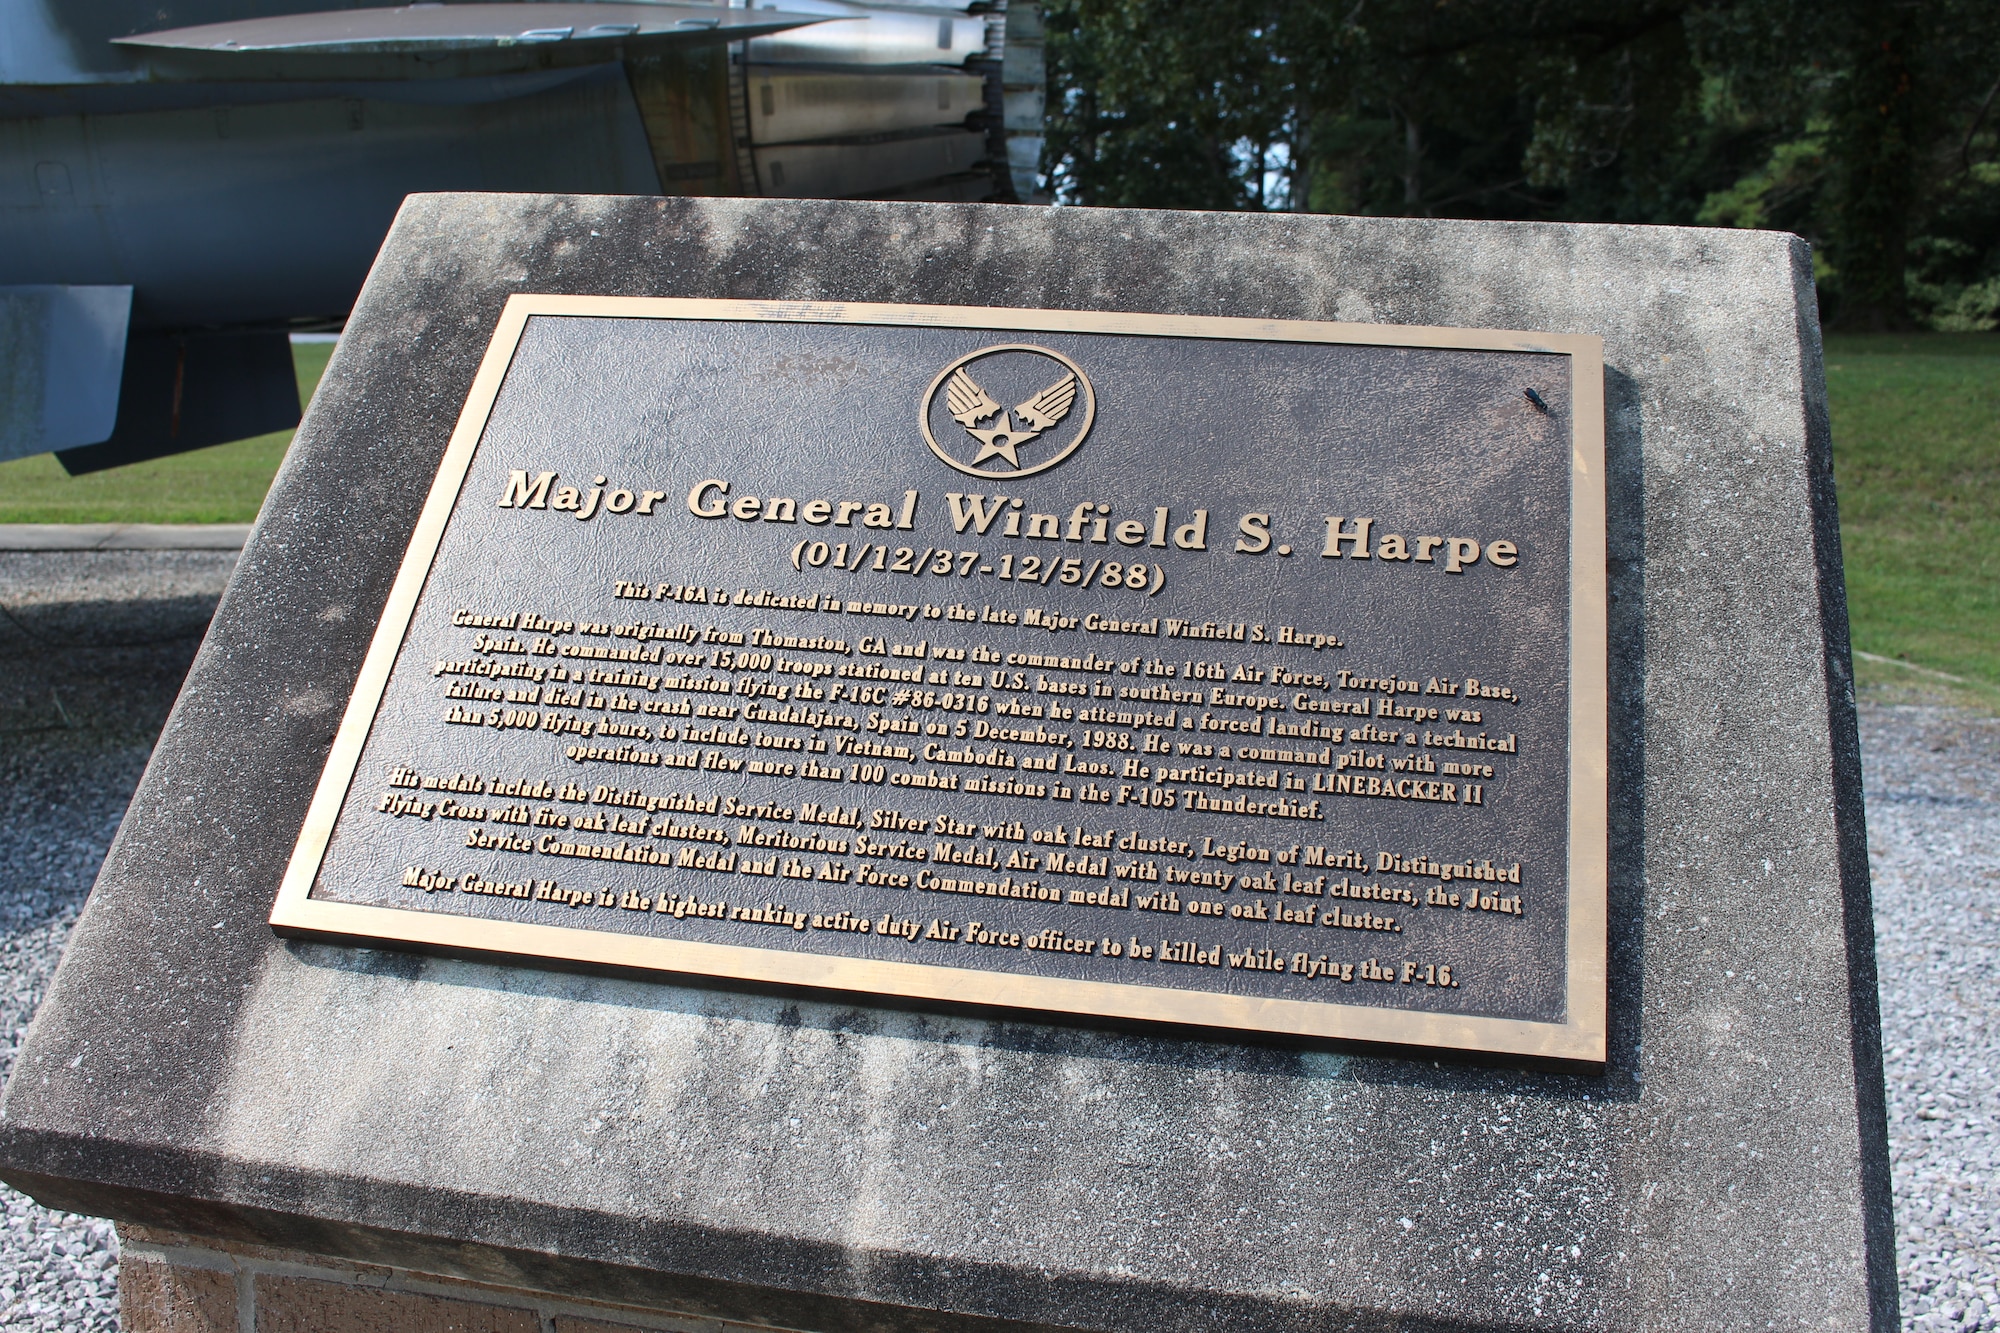 Major General Winfield S. Harpe
(01/12/37-12/5/88)
This F-16A is dedicated in memory to the late Major General Winfield S. Harpe.
General Harpe was originally from Thomaston, GA and was the commander of the 16th Air Force, Torrejon Air Base,
Spain. He commanded over 15,000 troops stationed at ten U.S. bases in southern Europe. General Harpe was
participating in a training mission flying the F-16C #86-0316 when he attempted a forced landing after a technical
failure and died in the crash near Guadalajara, Spain on 5 December, 1988. He was a command pilot with more
than 5,000 flying hours, to include tours in Vietnam, Cambodia and Laos. He participated in LINEBACKER II
operations and flew more than 100 combat missions in the F-105 Thunderchief.
His medals include the Distinguished Service Medal, Silver Star with oak leaf cluster, Legion of Merit, Distinguished
Flying Cross with five oak leaf clusters, Meritorious Service Medal, Air Medal with twenty oak leaf clusters, the Joint
Service Commendation Medal and the Air Force Commendation medal with one oak leaf cluster.
Major General Harpe is the highest ranking active duty Air Force officer to be killed while flying the F-16.